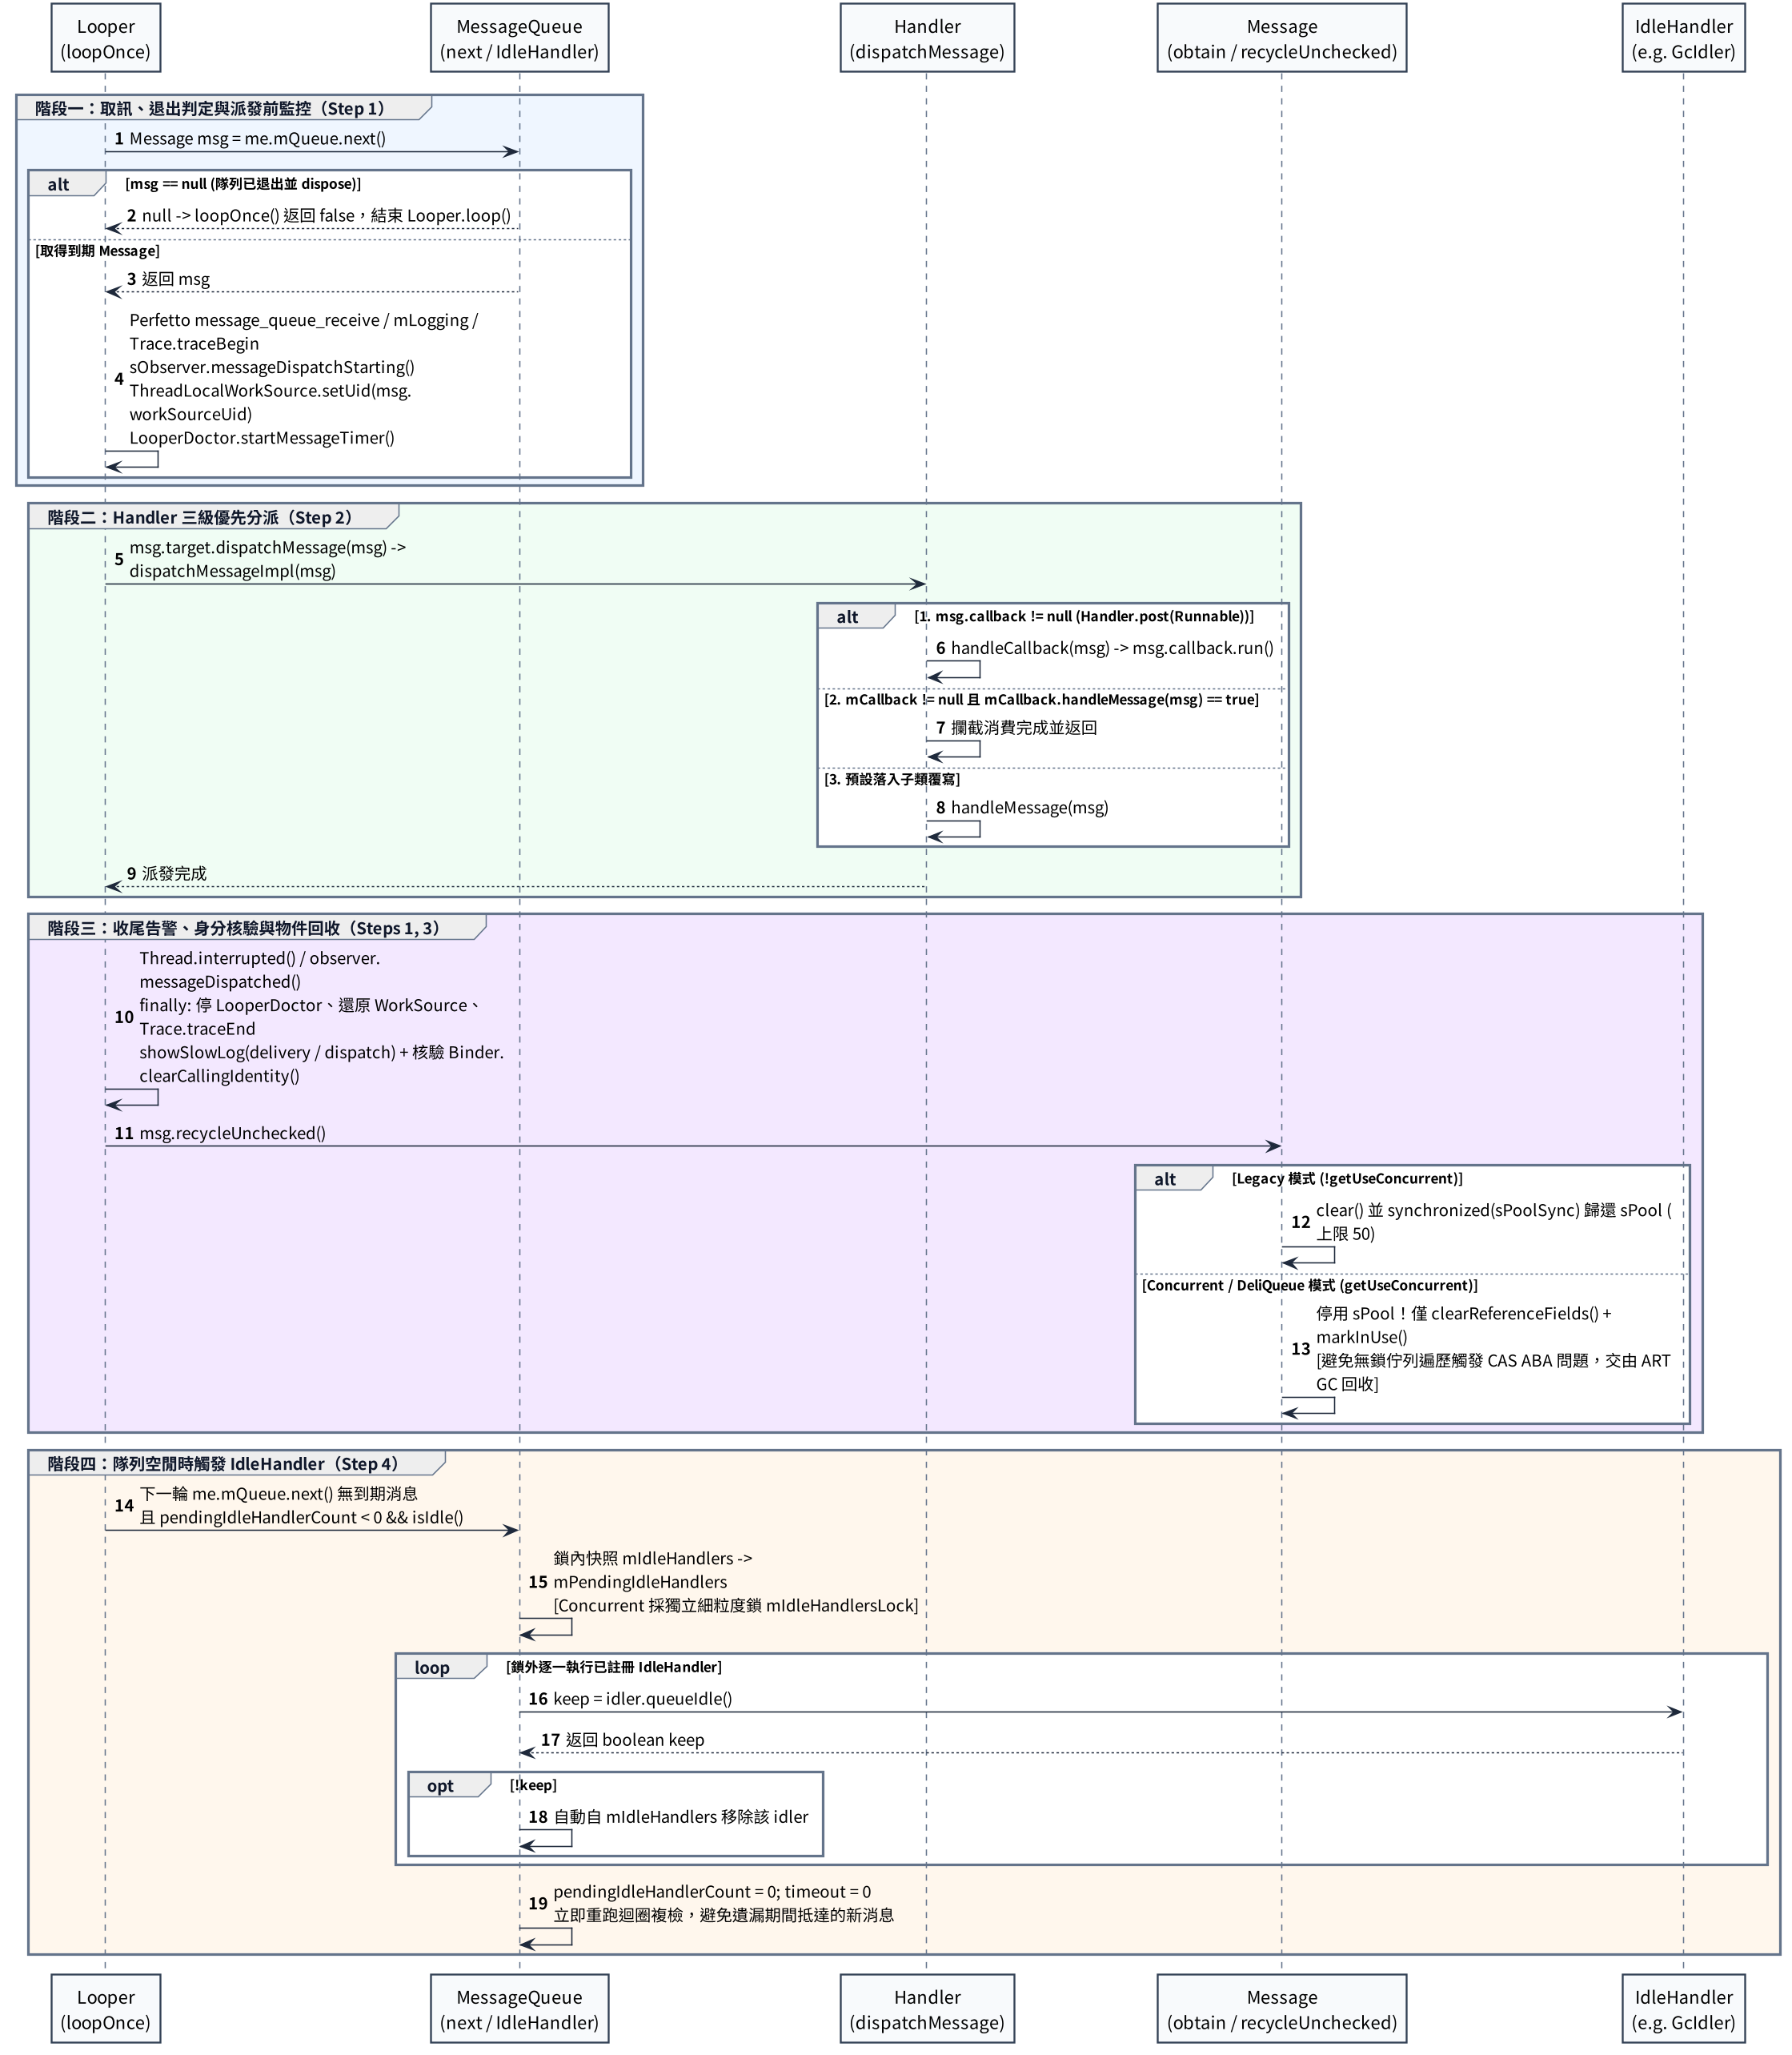 Looper
(loopOnce)
MessageQueue
(next / IdleHandler)
Handler
(dispatchMessage)
Message
(obtain / recycleUnchecked)
IdleHandler
(e.g. GcIdler)
階段一：取訊、退出判定與派發前監控（Step 1）
1 Message msg = me.mQueue.next()
alt [msg == null (隊列已退出並 dispose)]
2 null -> loopOnce() 返回 false，結束 Looper.loop()
[取得到期 Message]
3 返回 msg
Perfetto message_queue_receive / mLogging /
Trace.traceBegin
sObserver.messageDispatchStarting()
4 ThreadLocalWorkSource.setUid(msg.
workSourceUid)
LooperDoctor.startMessageTimer()
階段二：Handler 三級優先分派（Step 2）
5 msg.target.dispatchMessage(msg) ->
dispatchMessageImpl(msg)
alt [1. msg.callback != null (Handler.post(Runnable))]
6 handleCallback(msg) -> msg.callback.run()
[2. mCallback != null 且 mCallback.handleMessage(msg) == true]
7 攔截消費完成並返回
[3. 預設落入子類覆寫]
8 handleMessage(msg)
9 派發完成
階段三：收尾告警、身分核驗與物件回收（Steps 1, 3）
Thread.interrupted() / observer.
messageDispatched()
10 finally: 停 LooperDoctor、還原 WorkSource、
Trace.traceEnd
showSlowLog(delivery / dispatch) + 核驗 Binder.
clearCallingIdentity()
11 msg.recycleUnchecked()
alt [Legacy 模式 (!getUseConcurrent)]
12 clear() 並 synchronized(sPoolSync) 歸還 sPool (
上限 50)
[Concurrent / DeliQueue 模式 (getUseConcurrent)]
停用 sPool！僅 clearReferenceFields() +
markInUse()
13 [避免無鎖佇列遍歷觸發 CAS ABA 問題，交由 ART
GC 回收]
階段四：隊列空閒時觸發 IdleHandler（Step 4）
14 下一輪 me.mQueue.next() 無到期消息
且 pendingIdleHandlerCount < 0 && isIdle()
鎖內快照 mIdleHandlers ->
15 mPendingIdleHandlers
[Concurrent 採獨立細粒度鎖 mIdleHandlersLock]
loop [鎖外逐一執行已註冊 IdleHandler]
16 keep = idler.queueIdle()
17 返回 boolean keep
opt [!keep]
18 自動自 mIdleHandlers 移除該 idler
19 pendingIdleHandlerCount = 0; timeout = 0
立即重跑迴圈複檢，避免遺漏期間抵達的新消息
Looper
(loopOnce)
MessageQueue
(next / IdleHandler)
Handler
(dispatchMessage)
Message
(obtain / recycleUnchecked)
IdleHandler
(e.g. GcIdler)